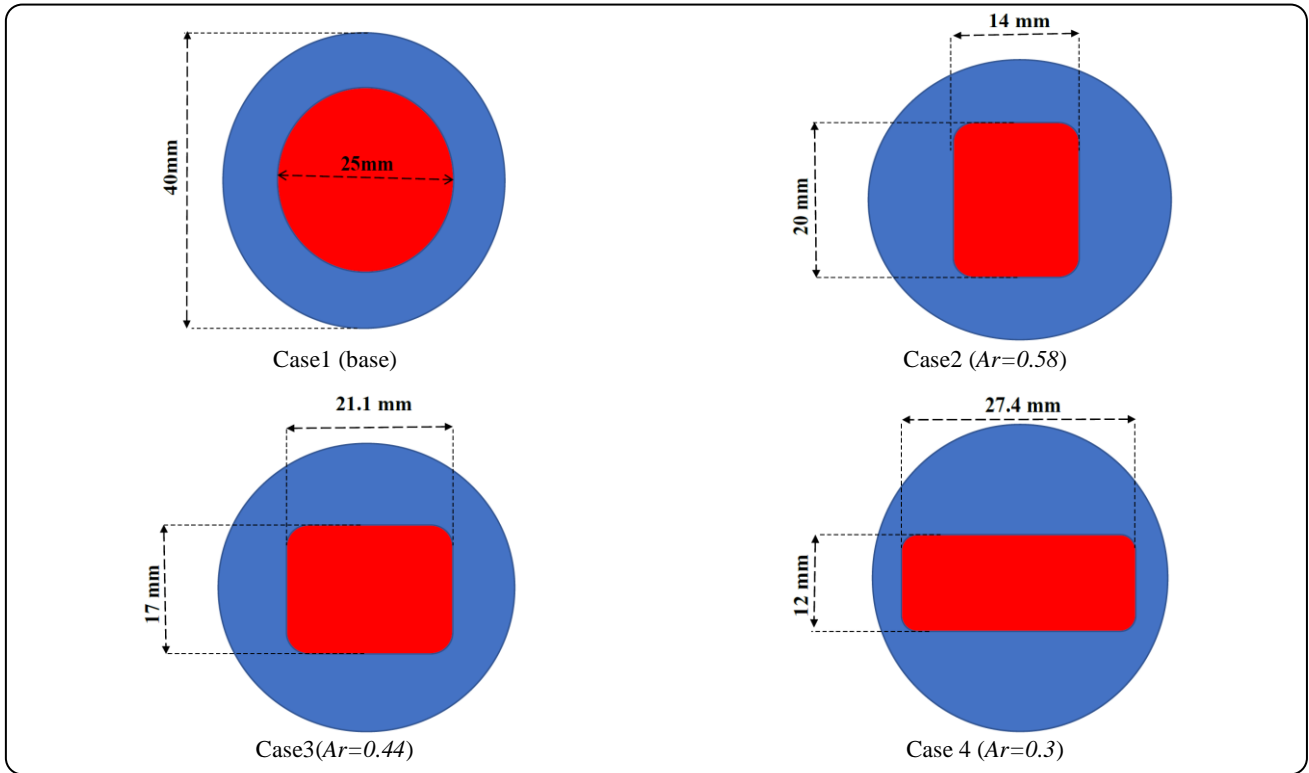 14 mm
40mm
25mm
20 mm
Case1 (base)
Case2 (Ar=0.58)
21.1 mm
27.4 mm
17 mm
12 mm
Case3(Ar=0.44)
Case 4 (Ar=0.3)